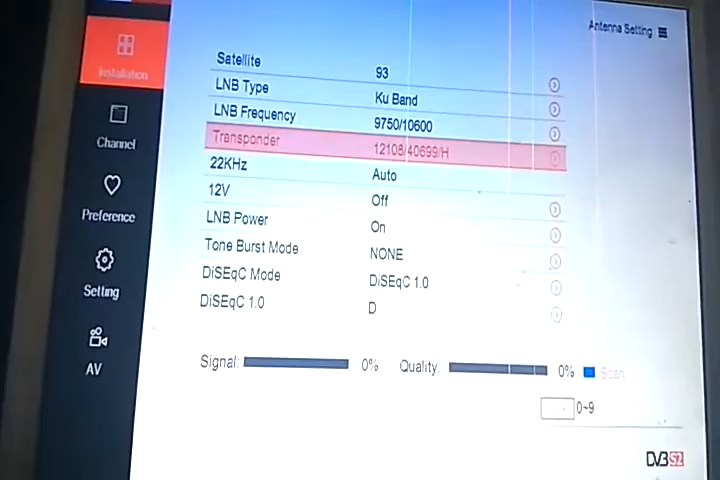 Antenna Setting
Installation
Channel
Preference
Setting
AV
Satellite 93
LNB Type Ku Band
LNB Frequency 9750/10600
Transponder 12108/40699/H
22KHz Auto
12V Off
LNB Power On
Tone Burst Mode NONE
DiSEqC Mode DiSEqC 1.0
DiSEqC 1.0 D
Signal: 0% Quality: 0% Scan
0~9
DVB S2